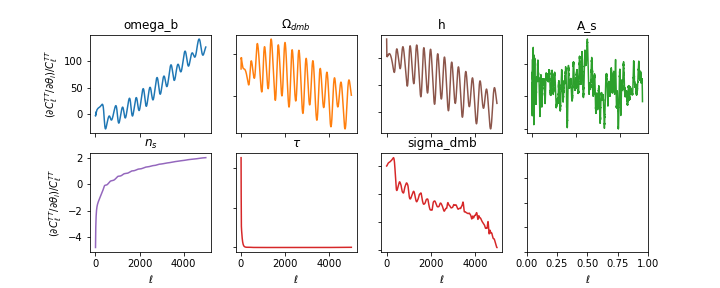 omega_b Ω_{dmb} h A_s
(∂C_ℓ^{TT}/∂θ_i)/C_ℓ^{TT}
100
50
0
n_s τ sigma_dmb
(∂C_ℓ^{TT}/∂θ_i)/C_ℓ^{TT}
2
0
−2
−4
0 2000 4000 0 2000 4000 0 2000 4000 0.00 0.25 0.50 0.75 1.00
ℓ ℓ ℓ ℓ